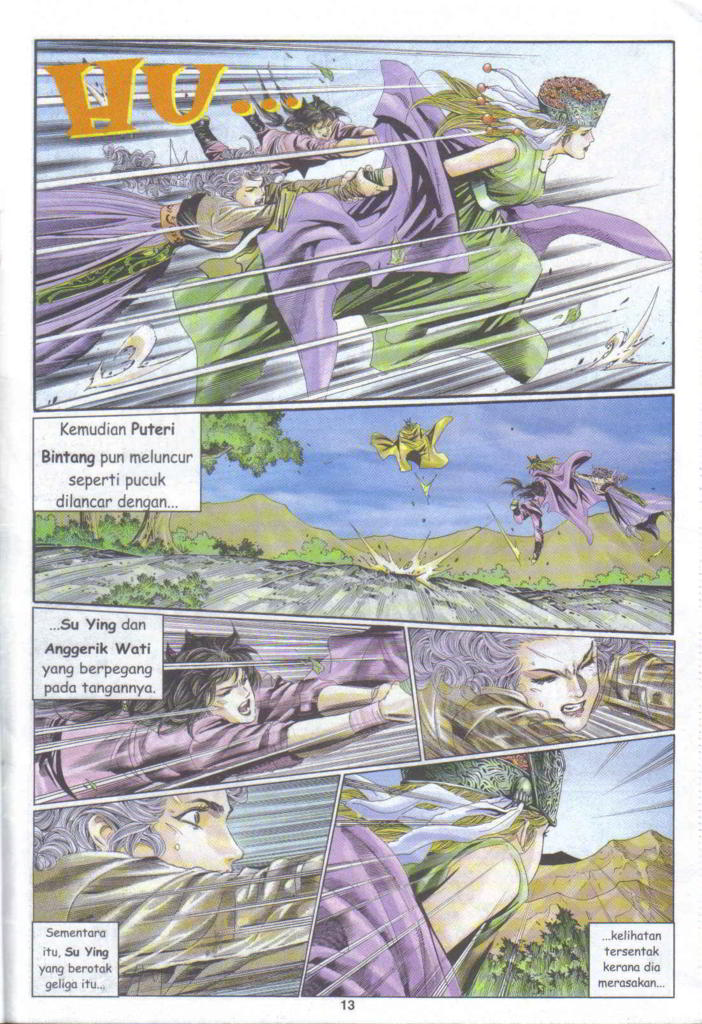 HU...
Kemudian Puteri
Bintang pun meluncur
seperti pucuk
dilancar dengan...
...Su Ying dan
Anggerik Wati
yang berpegang
pada tangannya.
Sementara
itu, Su Ying
yang berotak
geliga itu...
...kelihatan
tersentak
kerana dia
merasakan...
13